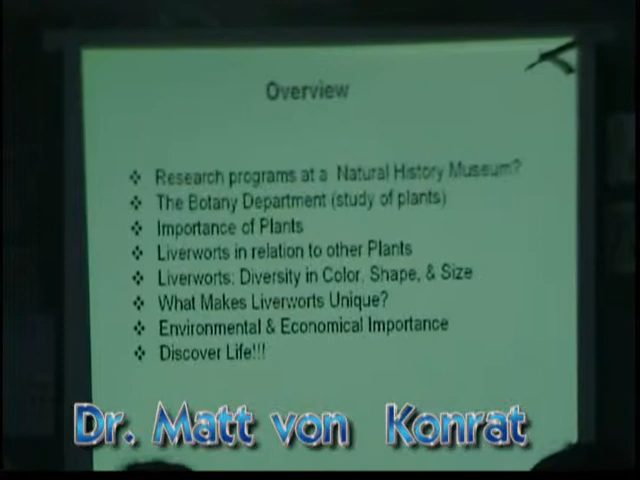 Overview
❖ Research programs at a Natural History Museum?
❖ The Botany Department (study of plants)
❖ Importance of Plants
❖ Liverworts in relation to other Plants
❖ Liverworts: Diversity in Color, Shape, & Size
❖ What Makes Liverworts Unique?
❖ Environmental & Economical Importance
❖ Discover Life!!!
Dr. Matt von Konrat